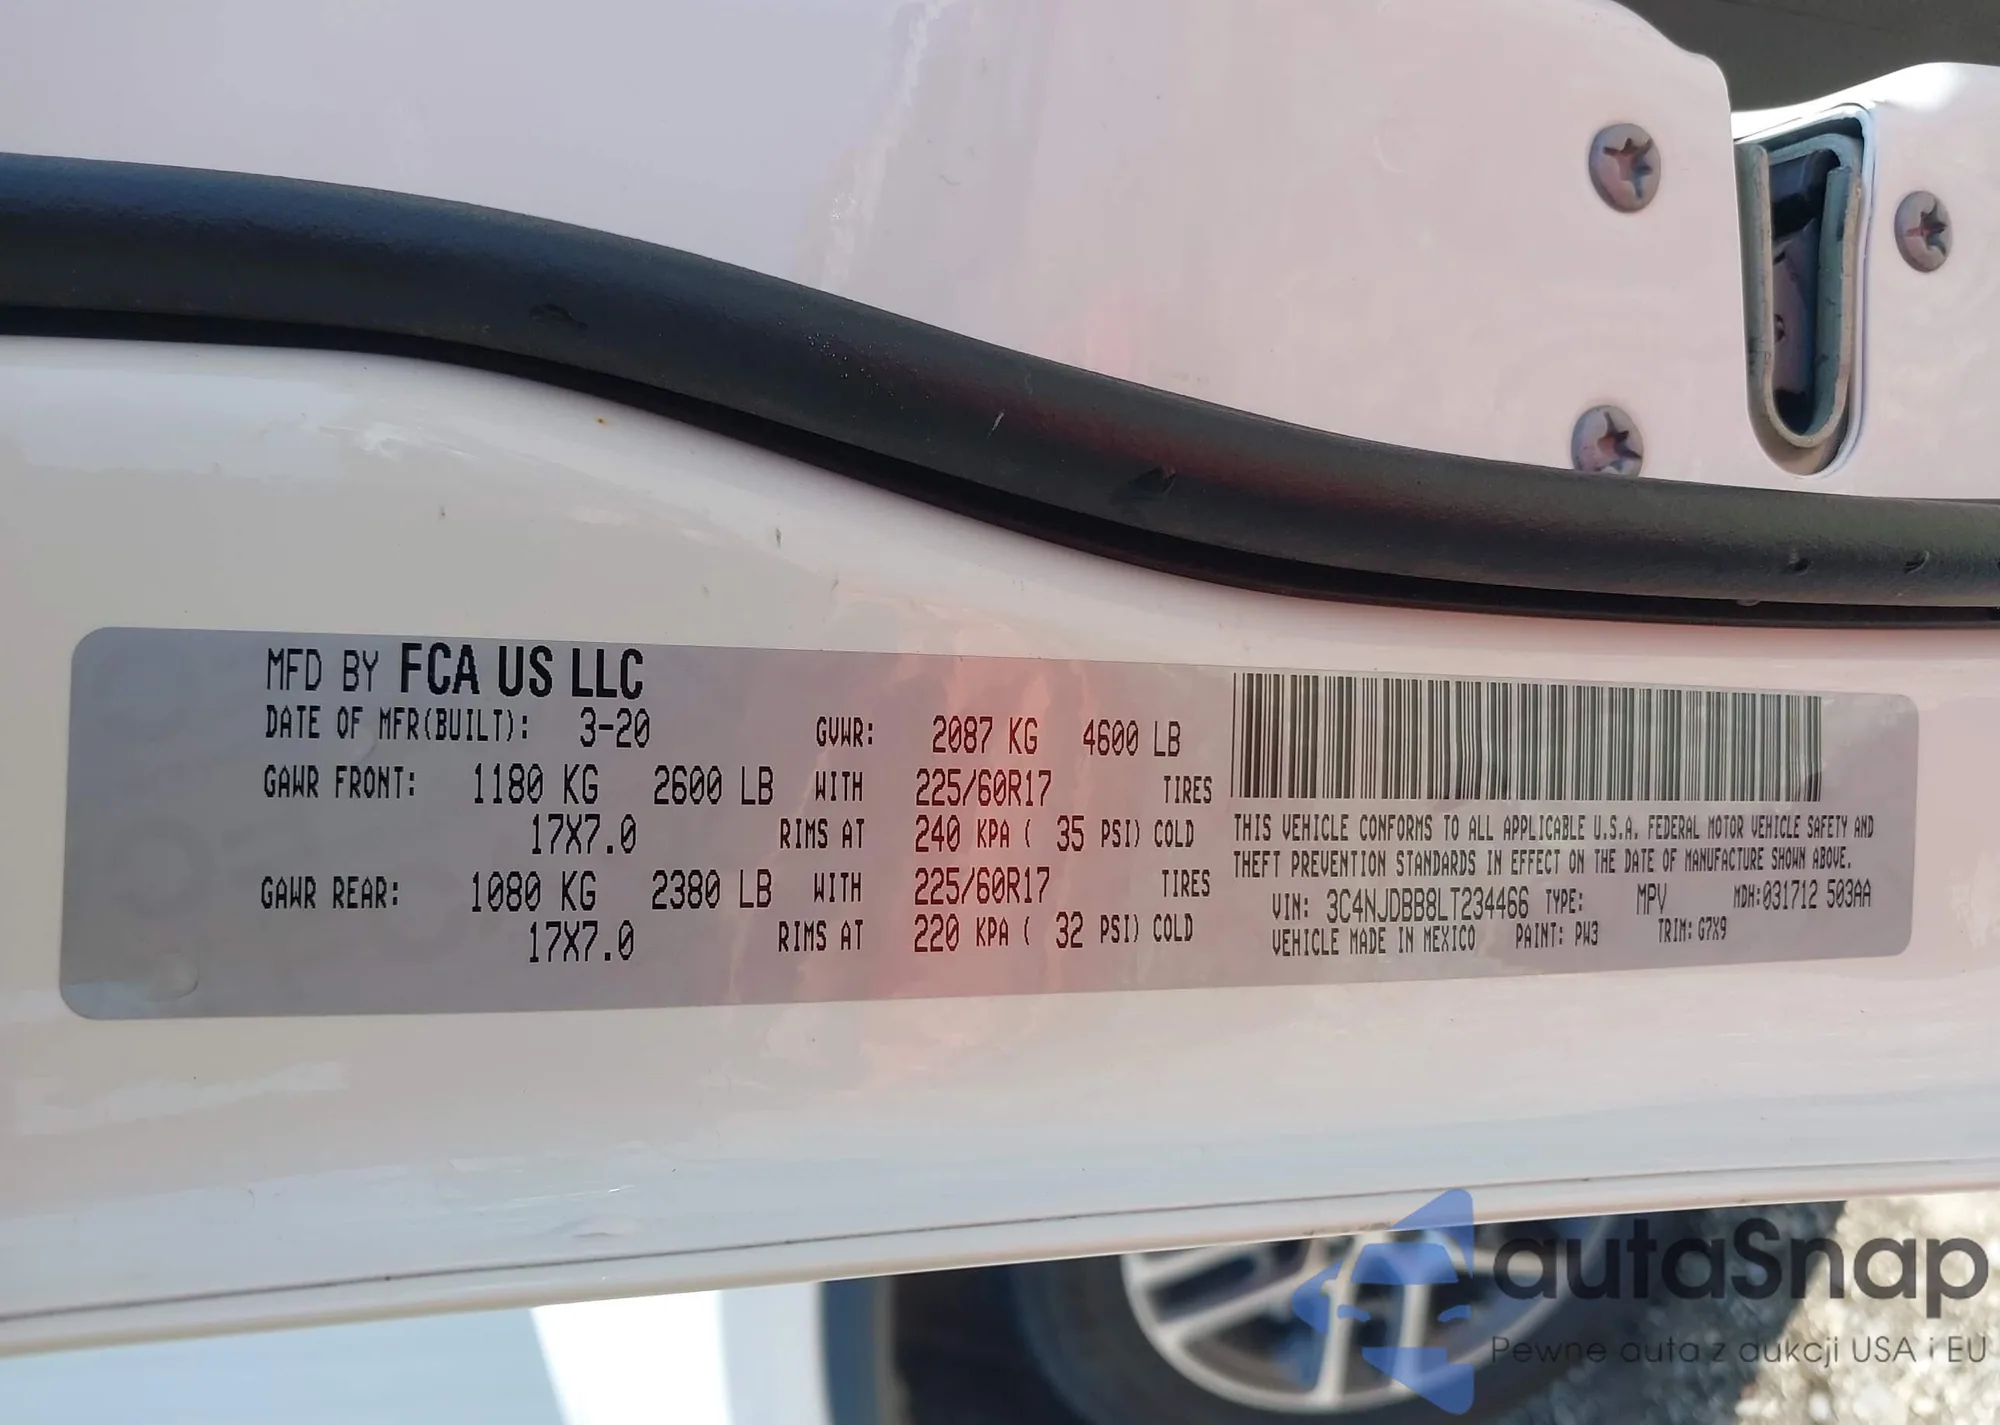 MFD BY FCA US LLC
DATE OF MFR(BUILT): 3-20 GVWR: 2087 KG 4600 LB
GAWR FRONT: 1180 KG 2600 LB WITH 225/60R17 TIRES
17X7.0 RIMS AT 240 KPA ( 35 PSI) COLD
GAWR REAR: 1080 KG 2380 LB WITH 225/60R17 TIRES
17X7.0 RIMS AT 220 KPA ( 32 PSI) COLD
THIS VEHICLE CONFORMS TO ALL APPLICABLE U.S.A. FEDERAL MOTOR VEHICLE SAFETY AND
THEFT PREVENTION STANDARDS IN EFFECT ON THE DATE OF MANUFACTURE SHOWN ABOVE.
VIN: 3C4NJDBB8LT234466 TYPE: MPV MDH:031712 503AA
VEHICLE MADE IN MEXICO PAINT: PW3 TRIM: G7X9
autaSnap
Pewne auta z aukcji USA i EU